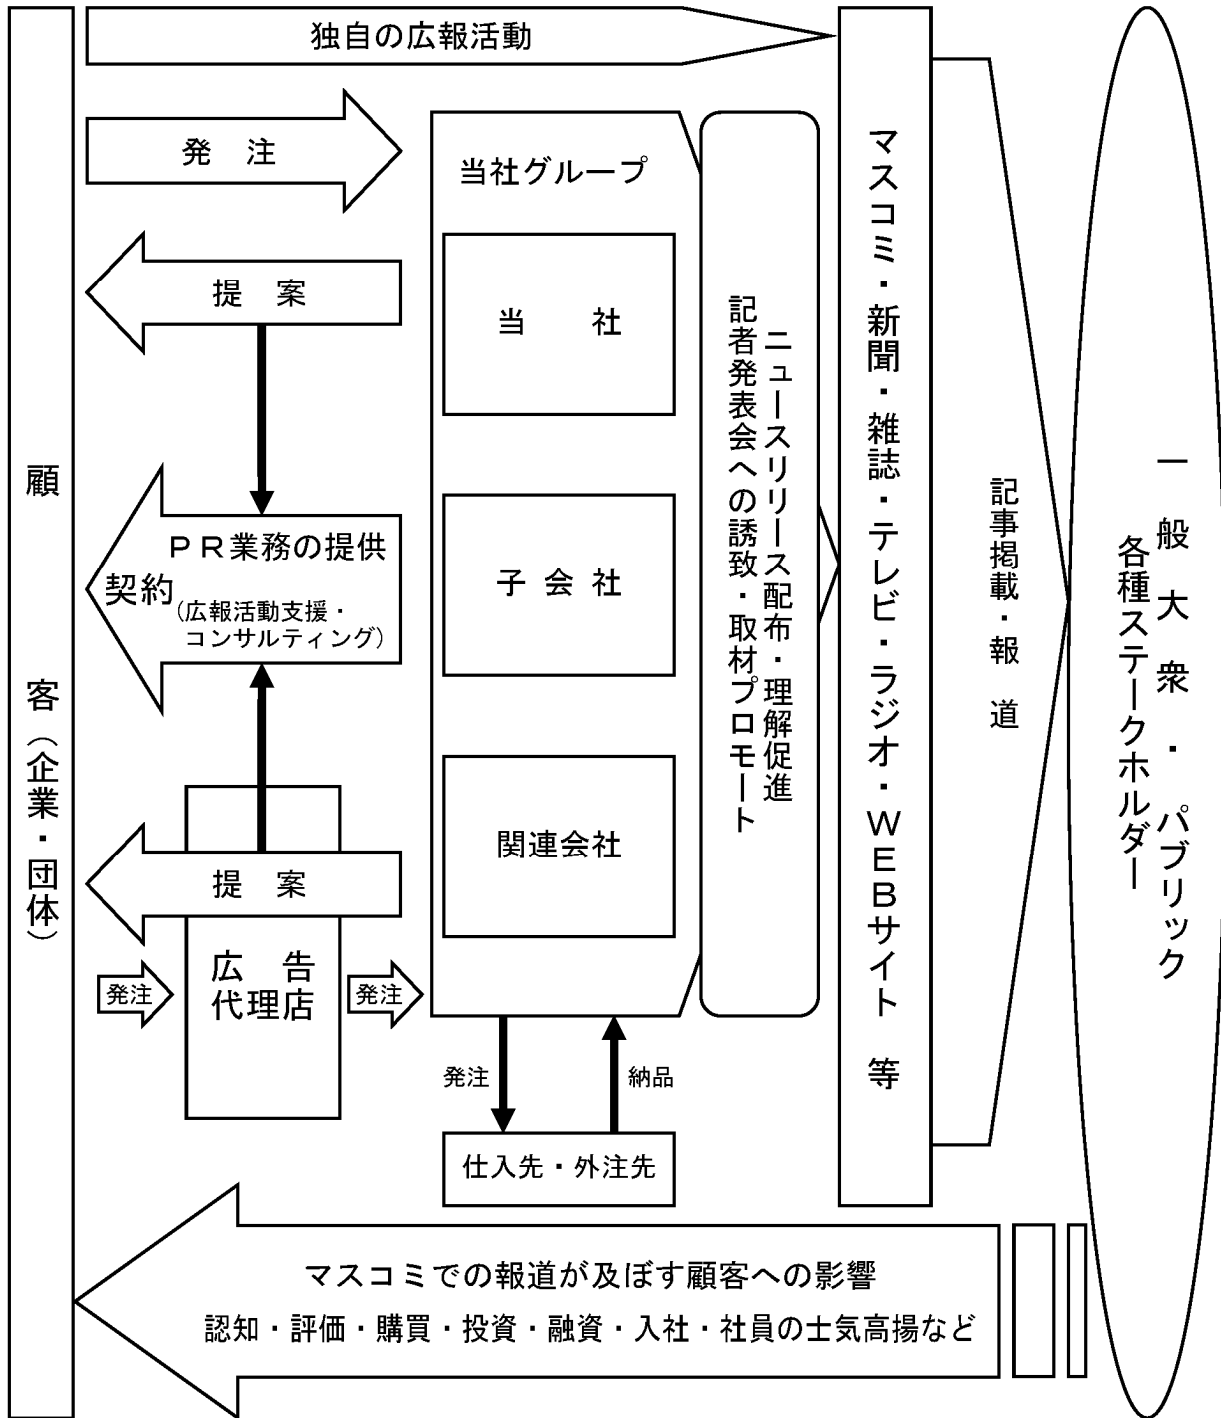 独自の広報活動
発 注
提 案
PR業務の提供
契約
(広報活動支援・
コンサルティング)
提 案
広 告
代理店
発注
発注
顧 客(企業・団体)
当社グループ
当 社
子 会 社
関連会社
発注
納品
仕入先・外注先
ニュースリリース配布・理解促進
記者発表会への誘致・取材プロモート
マスコミ・新聞・雑誌・テレビ・ラジオ・WEBサイト 等
記事掲載・報 道
一 般 大 衆 ・ パブリック
各種ステークホルダー
マスコミでの報道が及ぼす顧客への影響
認知・評価・購買・投資・融資・入社・社員の士気高揚など